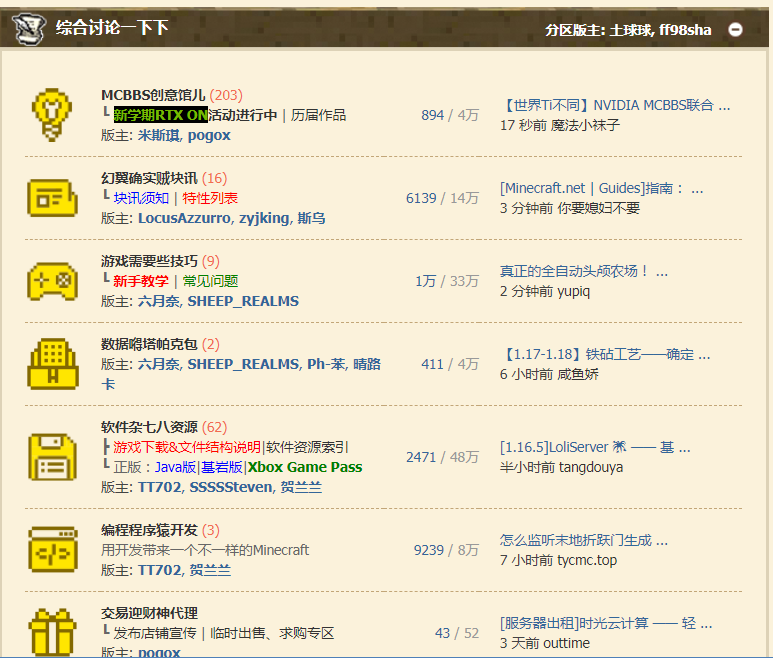 综合讨论一下下 分区版主: 土球球, ff98sha
MCBBS创意馆儿 (203)
┗ 新学期RTX ON活动进行中 | 历届作品
版主: 米斯琪, pogox
894 / 4万
【世界Ti不同】NVIDIA MCBBS联合 ...
17 秒前 魔法小袜子
幻翼确实贼块讯 (16)
┗ 块讯须知 | 特性列表
版主: LocusAzzurro, zyjking, 斯乌
6139 / 14万
[Minecraft.net | Guides]指南： ...
3 分钟前 你要媳妇不要
游戏需要些技巧 (9)
┗ 新手教学 | 常见问题
版主: 六月奈, SHEEP_REALMS
1万 / 33万
真正的全自动头颅农场！ ...
2 分钟前 yupiq
数据嘚塔帕克包 (2)
版主: 六月奈, SHEEP_REALMS, Ph-苯, 晴路
卡
411 / 4万
【1.17-1.18】铁砧工艺——确定 ...
6 小时前 咸鱼娇
软件杂七八资源 (62)
┣ 游戏下载&文件结构说明|软件资源索引
┗ 正版：Java版|基岩版|Xbox Game Pass
版主: TT702, SSSSSteven, 贺兰兰
2471 / 48万
[1.16.5]LoliServer —— 基 ...
半小时前 tangdouya
编程程序猿开发 (3)
用开发带来一个不一样的Minecraft
版主: TT702, 贺兰兰
9239 / 8万
怎么监听末地折跃门生成 ...
7 小时前 tycmc.top
交易迎财神代理
┗ 发布店铺宣传 | 临时出售、求购专区
版主: pogox
43 / 52
[服务器出租]时光云计算 —— 轻 ...
3 天前 outtime